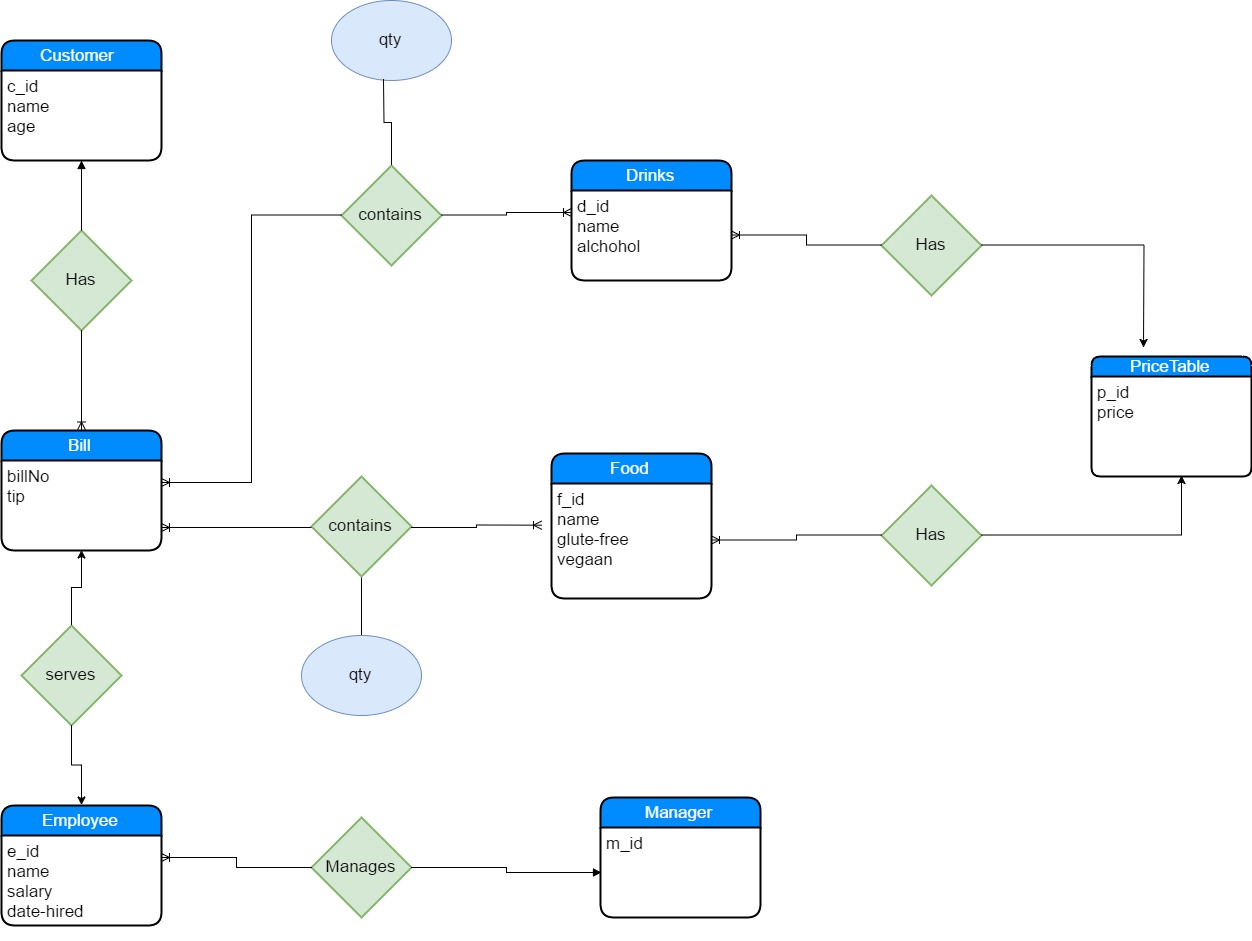 qty
Customer
c_id
name
age
contains
Drinks
d_id
name
alchohol
Has
Has
PriceTable
p_id
price
Bill
billNo
tip
Food
f_id
name
glute-free
vegaan
contains
Has
serves
qty
Employee
e_id
name
salary
date-hired
Manages
Manager
m_id